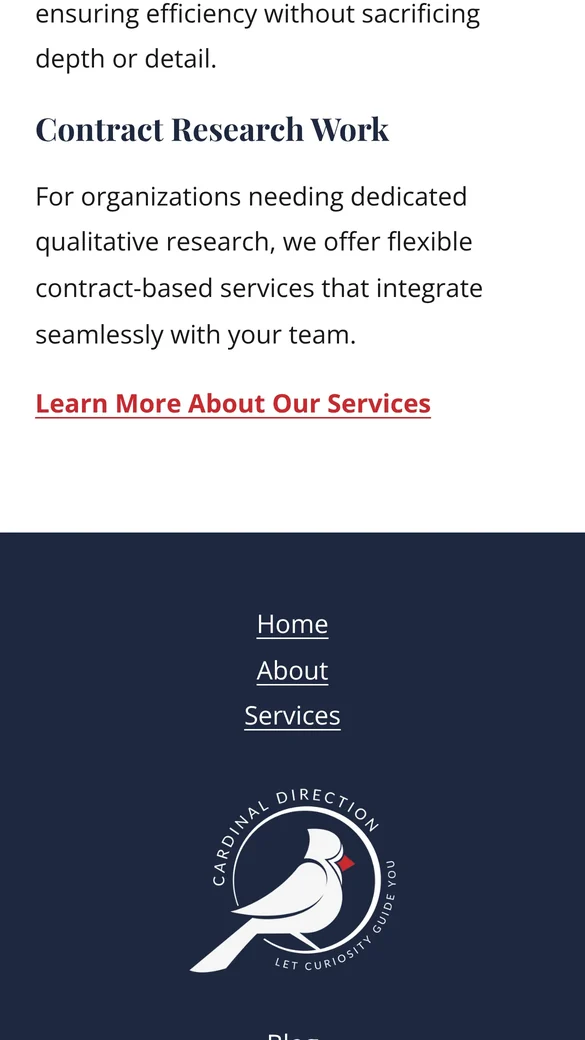 ensuring efficiency without sacrificing
depth or detail.
Contract Research Work
For organizations needing dedicated
qualitative research, we offer flexible
contract-based services that integrate
seamlessly with your team.
Learn More About Our Services
Home
About
Services
CARDINAL DIRECTION
LET CURIOSITY GUIDE YOU
Blog